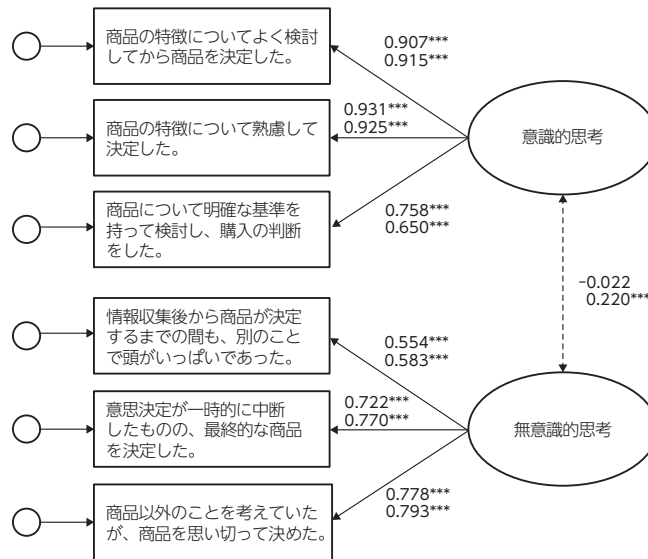 商品の特徴についてよく検討
してから商品を決定した。
0.907***
0.915***
商品の特徴について熟慮して
決定した。
0.931***
0.925***
意識的思考
商品について明確な基準を
持って検討し、購入の判断
をした。
0.758***
0.650***
-0.022
0.220***
情報収集後から商品が決定
するまでの間も、別のこと
で頭がいっぱいであった。
0.554***
0.583***
意思決定が一時的に中断
したものの、最終的な商品
を決定した。
0.722***
0.770***
無意識的思考
商品以外のことを考えていた
が、商品を思い切って決めた。
0.778***
0.793***